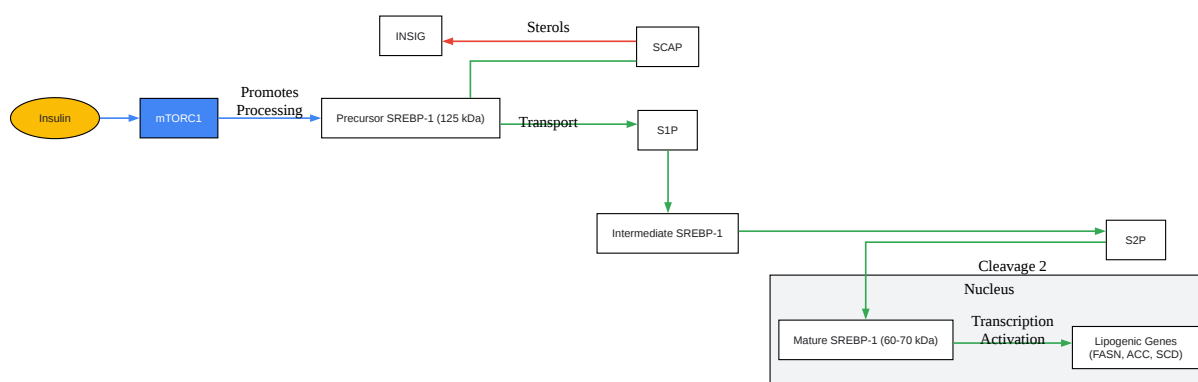 Sterols
INSIG
SCAP
Promotes
Processing
Insulin
mTORC1
Precursor SREBP-1 (125 kDa)
Transport
S1P
Intermediate SREBP-1
S2P
Cleavage 2
Nucleus
Mature SREBP-1 (60-70 kDa)
Transcription
Activation
Lipogenic Genes
(FASN, ACC, SCD)